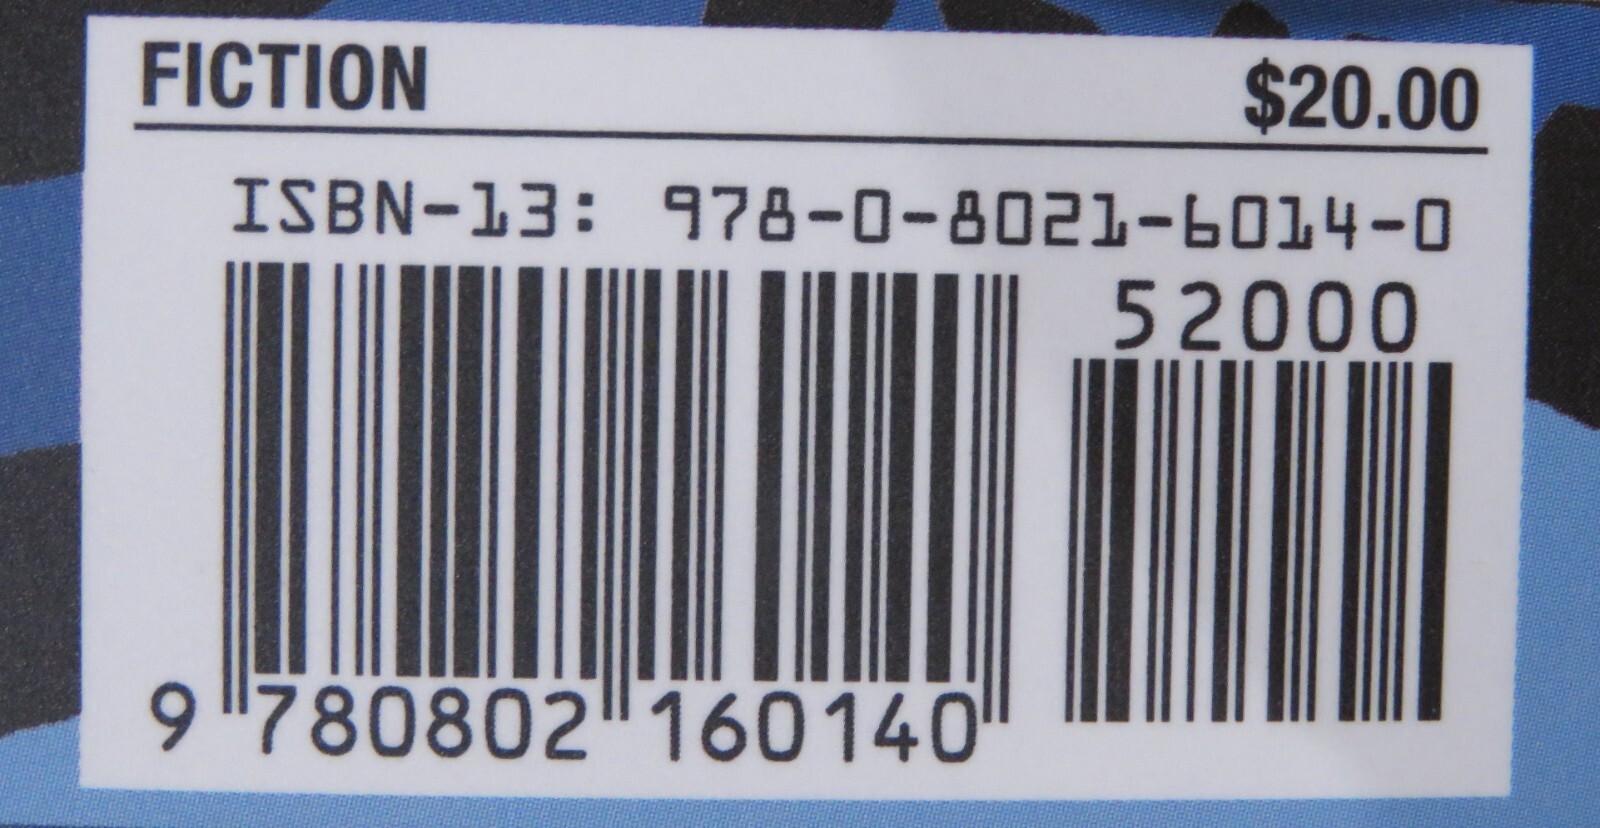 FICTION $20.00
ISBN-13: 978-0-8021-6014-0
52000
9 780802 160140